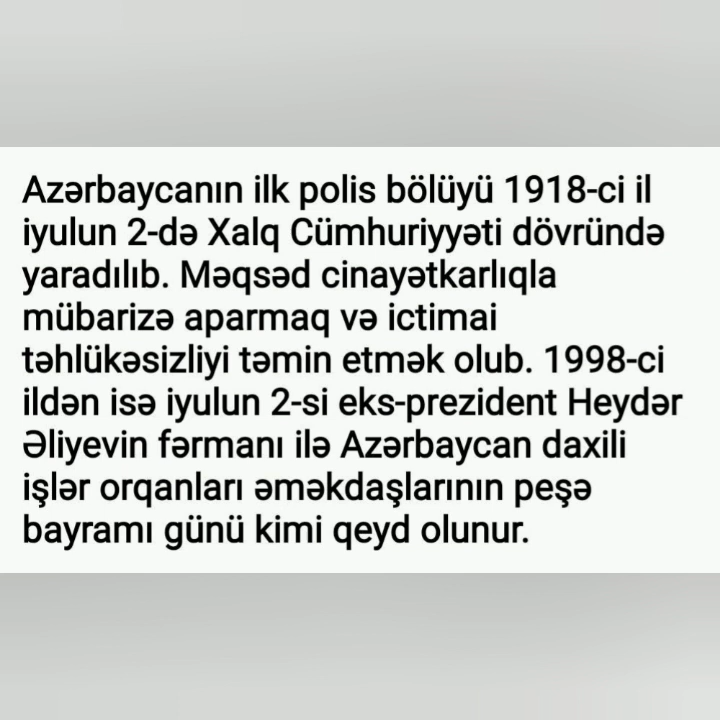 Azərbaycanın ilk polis bölüyü 1918-ci il
iyulun 2-də Xalq Cümhuriyyəti dövründə
yaradılıb. Məqsəd cinayətkarlıqla
mübarizə aparmaq və ictimai
təhlükəsizliyi təmin etmək olub. 1998-ci
ildən isə iyulun 2-si eks-prezident Heydər
Əliyevin fərmanı ilə Azərbaycan daxili
işlər orqanları əməkdaşlarının peşə
bayramı günü kimi qeyd olunur.